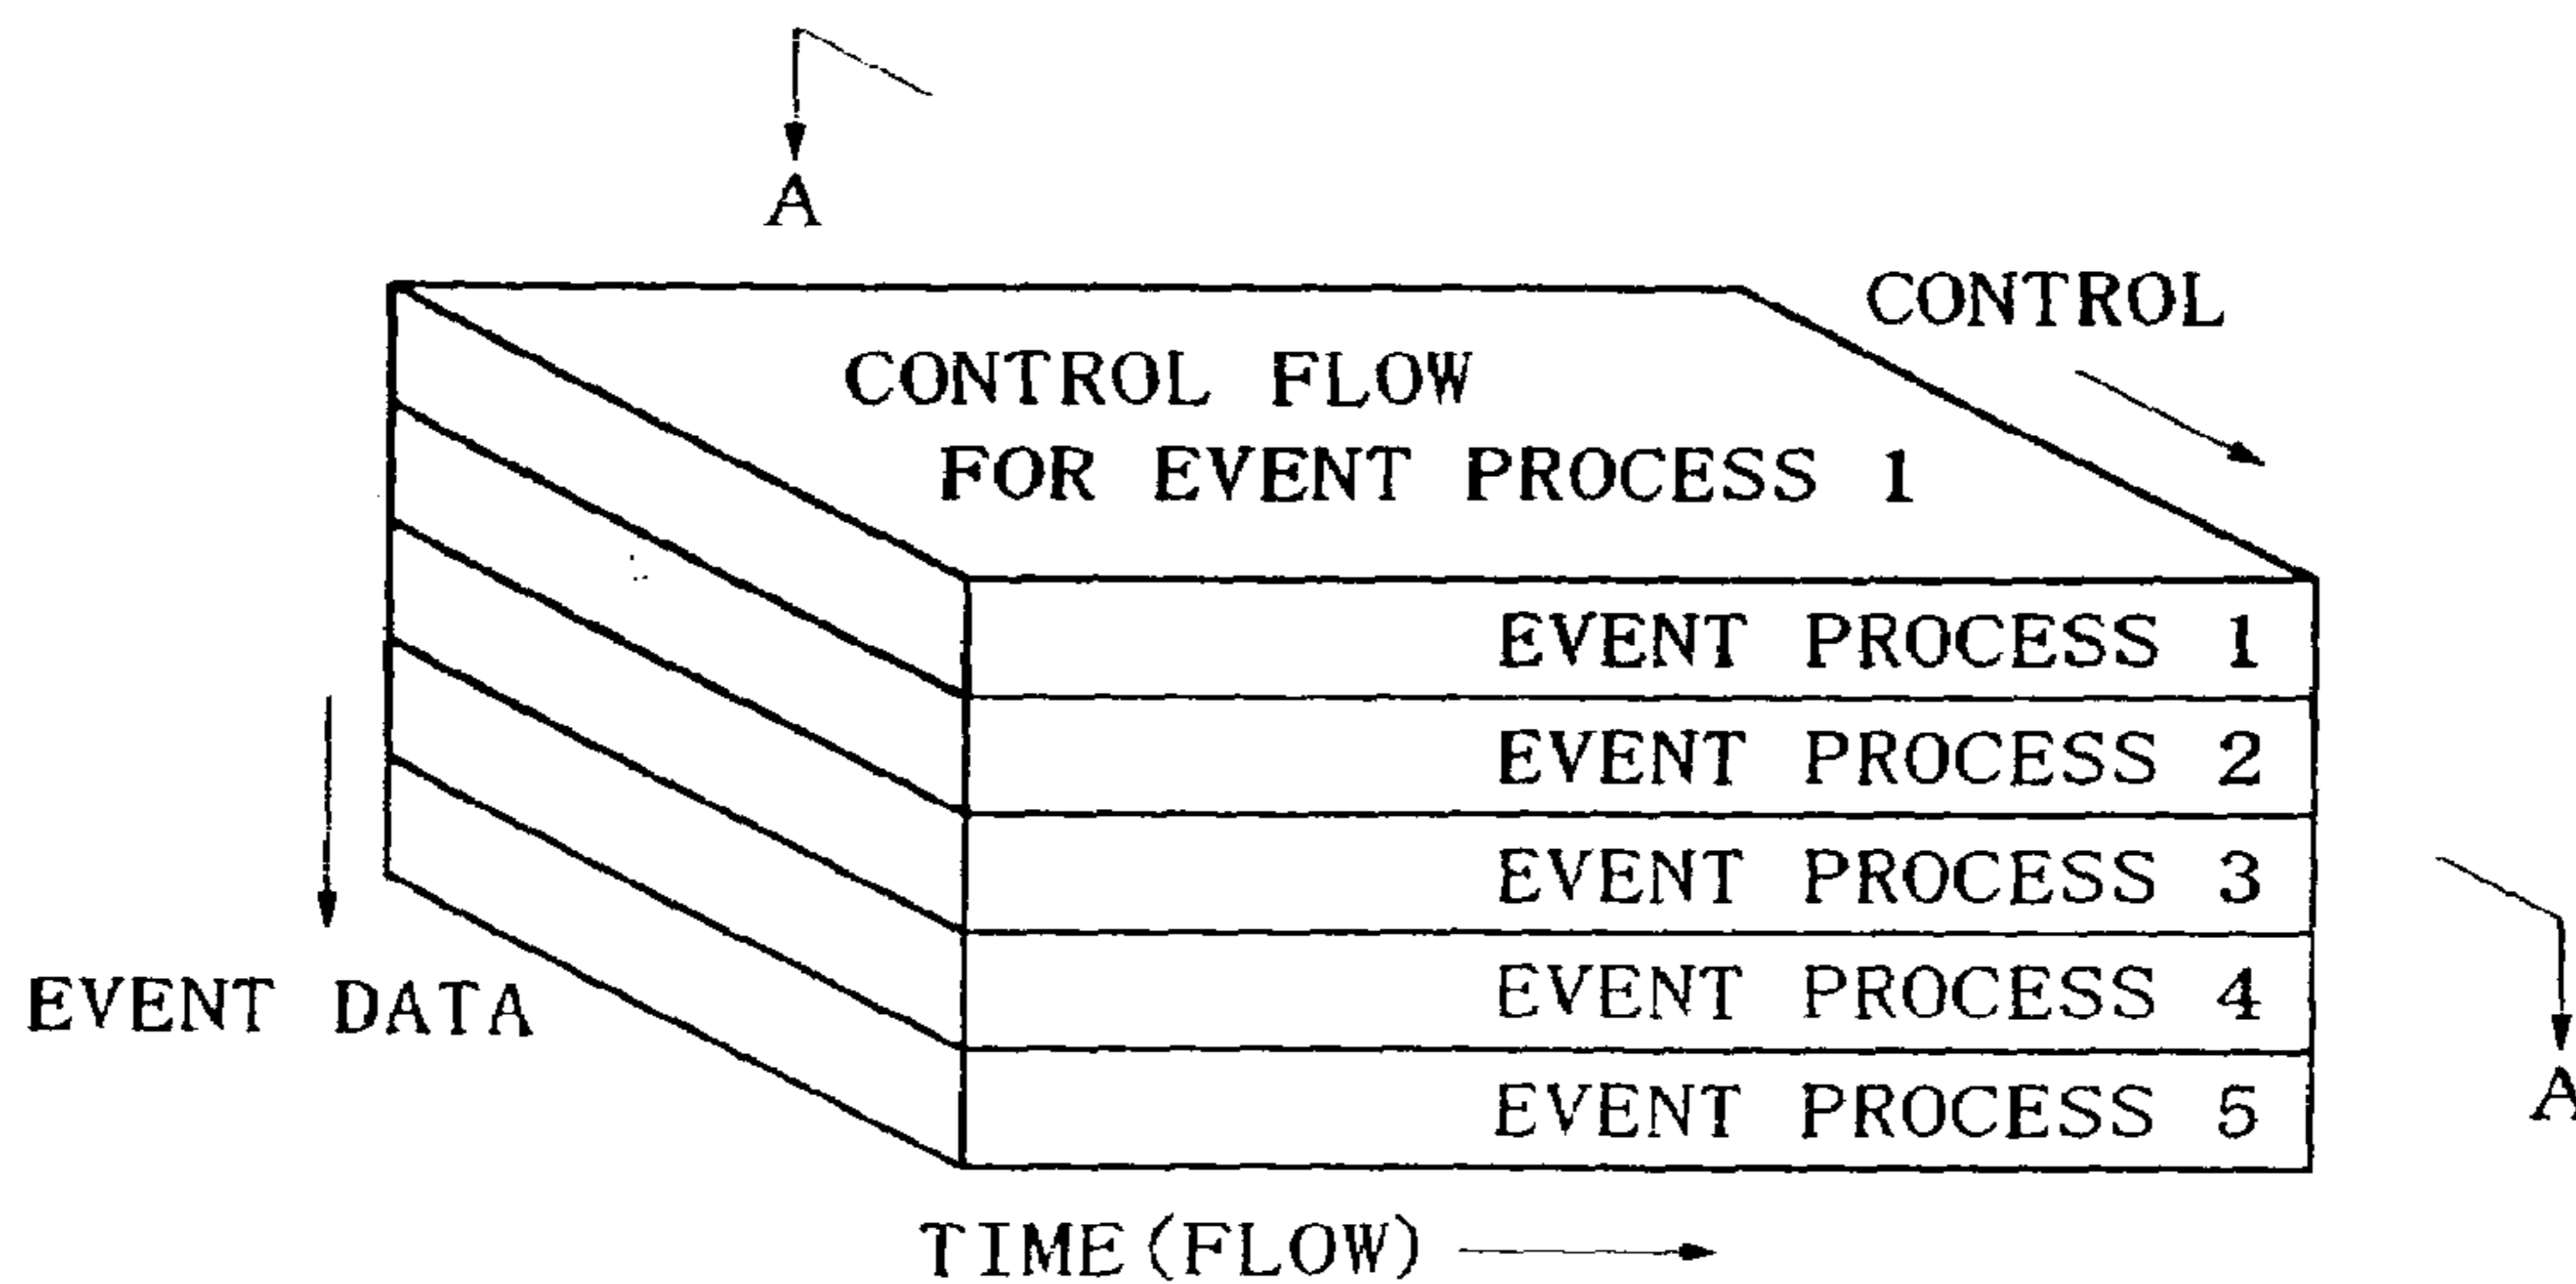 A
CONTROL
CONTROL FLOW
FOR EVENT PROCESS 1
EVENT PROCESS 1
EVENT PROCESS 2
EVENT PROCESS 3
EVENT PROCESS 4
EVENT DATA
EVENT PROCESS 5
A
TIME(FLOW)